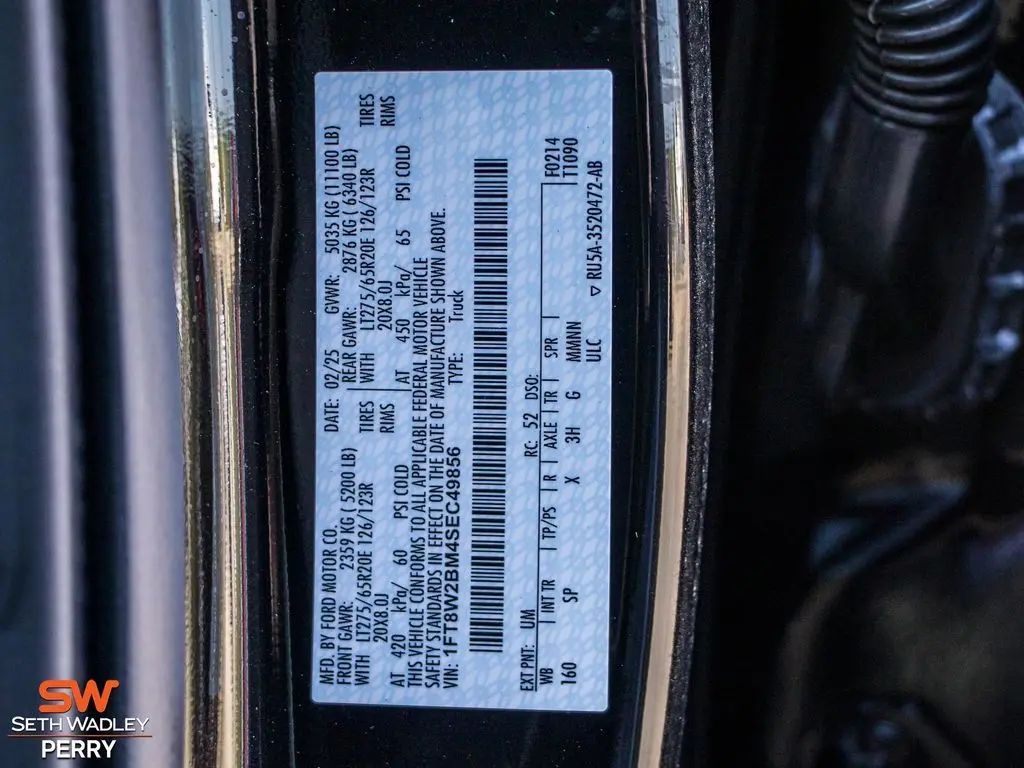 MFD. BY FORD MOTOR CO. DATE: 02/25 GVWR: 5035 KG (11100 LB)
FRONT GAWR: 2359 KG (5200 LB) REAR GAWR: 2876 KG (6340 LB)
WITH LT275/65R20E 126/123R TIRES WITH LT275/65R20E 126/123R TIRES
20X8.0J RIMS 20X8.0J RIMS
AT 420 kPa/ 60 PSI COLD AT 450 kPa/ 65 PSI COLD
THIS VEHICLE CONFORMS TO ALL APPLICABLE FEDERAL MOTOR VEHICLE
SAFETY STANDARDS IN EFFECT ON THE DATE OF MANUFACTURE SHOWN ABOVE.
VIN: 1FT8W2BM4SEC49856 TYPE: Truck
EXT PNT: UM RC: 52 DSO: F0214
WB INT TR TP/PS R AXLE TR SPR T1090
160 SP X 3H G MMNIN
ULC ▽ RU5A-3520472-AB
SW
SETH WADLEY
PERRY